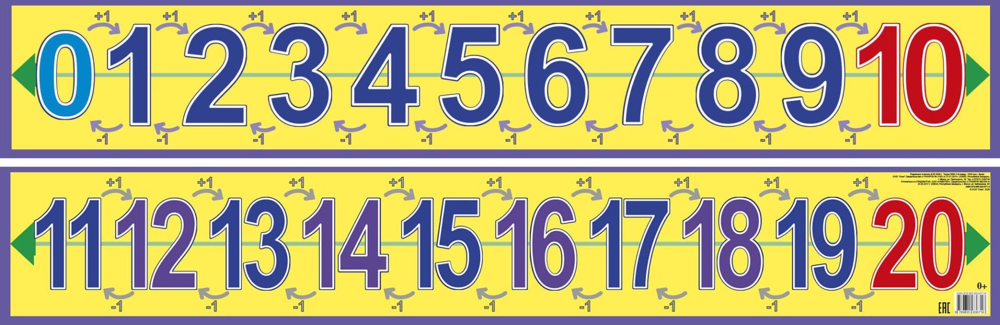 +1 +1 +1 +1 +1 +1 +1 +1 +1 +1
0 1 2 3 4 5 6 7 8 9 10
-1 -1 -1 -1 -1 -1 -1 -1 -1 -1
+1 +1 +1 +1 +1 +1 +1 +1 +1
11 12 13 14 15 16 17 18 19 20
-1 -1 -1 -1 -1 -1 -1 -1 -1
0+
EAC